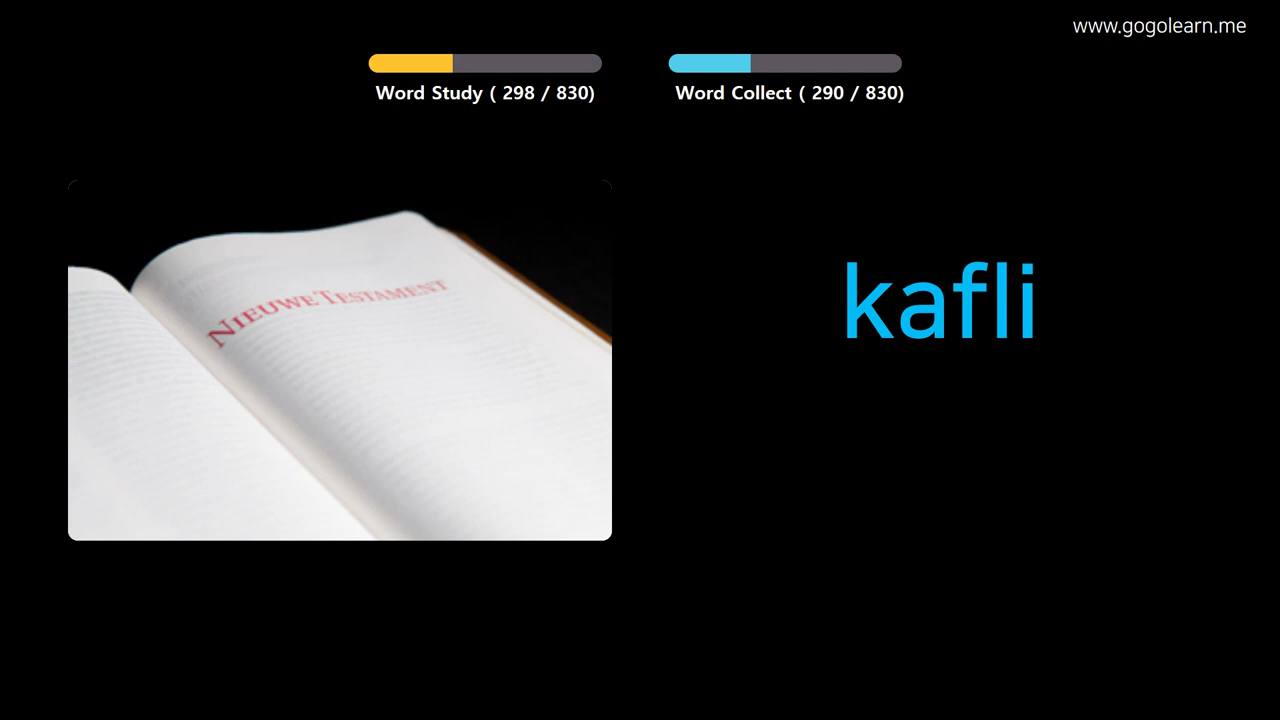 www.gogolearn.me
Word Study ( 298 / 830)
Word Collect ( 290 / 830)
NIEUWE TESTAMENT
kafli